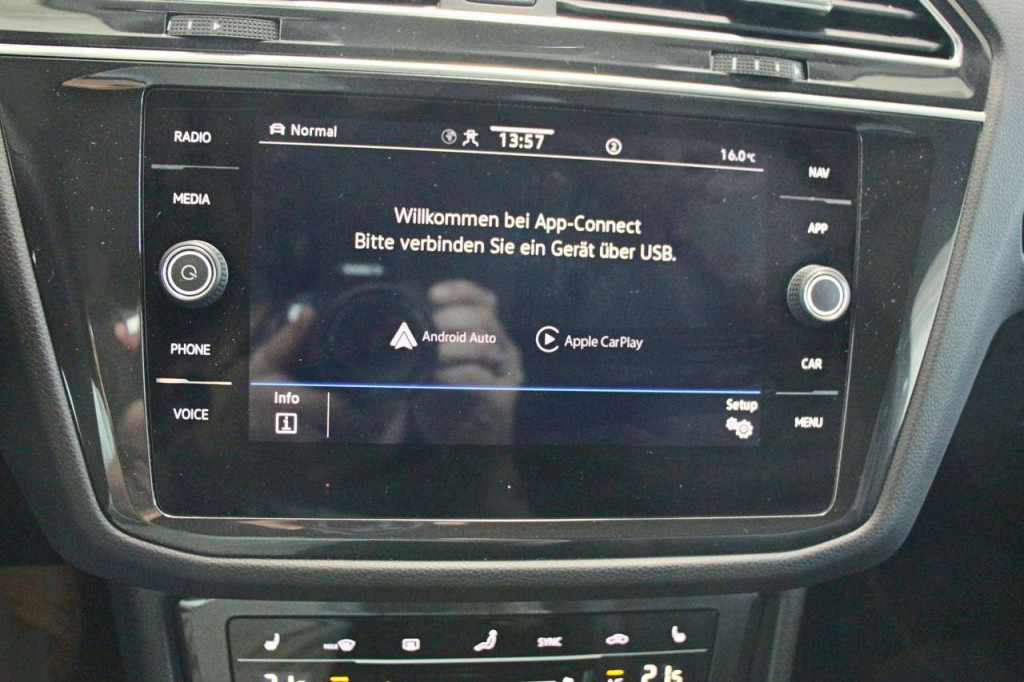 RADIO
MEDIA
PHONE
VOICE
Normal
13:57
2
16.0°C
Willkommen bei App-Connect
Bitte verbinden Sie ein Gerät über USB.
Android Auto
Apple CarPlay
Info
i
Setup
NAV
APP
CAR
MENU
SYNC